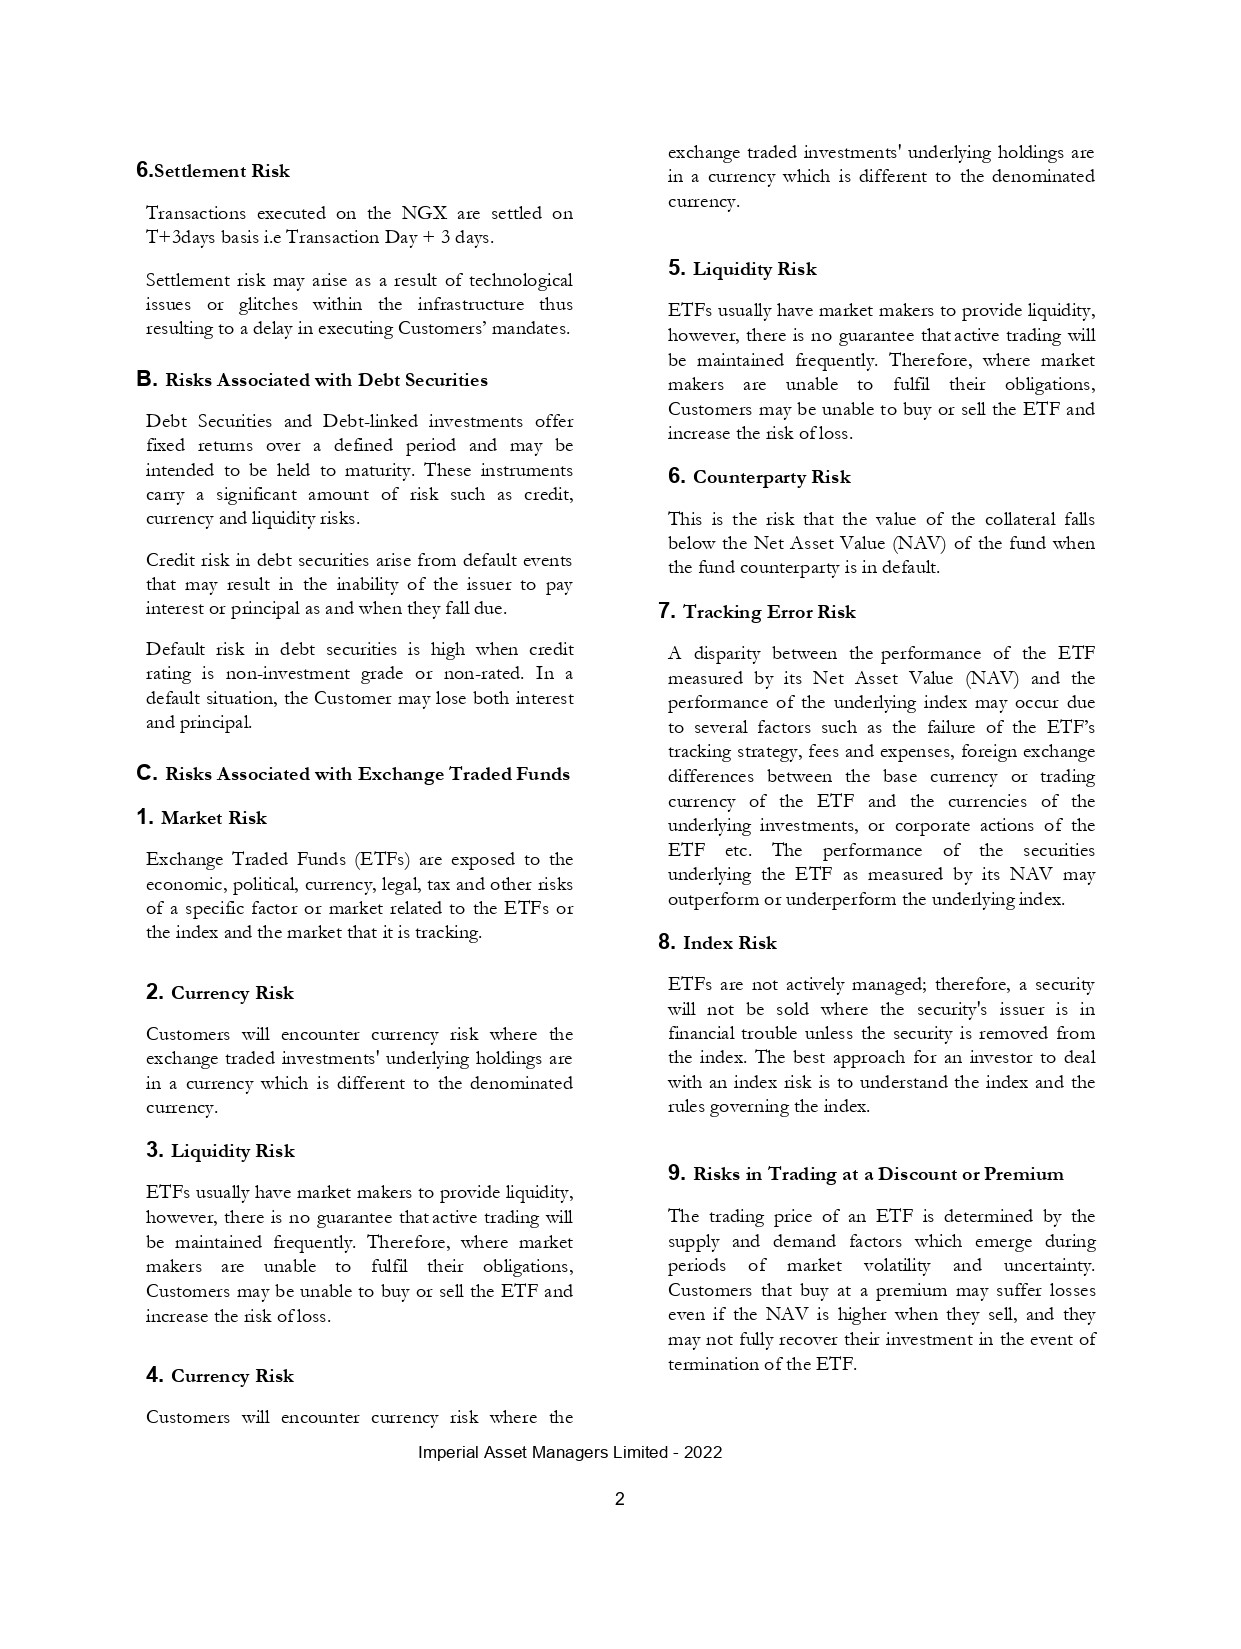 6.Settlement Risk
Transactions executed on the NGX are settled on
T+3days basis i.e Transaction Day + 3 days.
Settlement risk may arise as a result of technological
issues or glitches within the infrastructure thus
resulting to a delay in executing Customers’ mandates.
B. Risks Associated with Debt Securities
Debt Securities and Debt-linked investments offer
fixed returns over a defined period and may be
intended to be held to maturity. These instruments
carry a significant amount of risk such as credit,
currency and liquidity risks.
Credit risk in debt securities arise from default events
that may result in the inability of the issuer to pay
interest or principal as and when they fall due.
Default risk in debt securities is high when credit
rating is non-investment grade or non-rated. In a
default situation, the Customer may lose both interest
and principal.
C. Risks Associated with Exchange Traded Funds
1. Market Risk
Exchange Traded Funds (ETFs) are exposed to the
economic, political, currency, legal, tax and other risks
of a specific factor or market related to the ETFs or
the index and the market that it is tracking.
2. Currency Risk
Customers will encounter currency risk where the
exchange traded investments' underlying holdings are
in a currency which is different to the denominated
currency.
3. Liquidity Risk
ETFs usually have market makers to provide liquidity,
however, there is no guarantee that active trading will
be maintained frequently. Therefore, where market
makers are unable to fulfil their obligations,
Customers may be unable to buy or sell the ETF and
increase the risk of loss.
4. Currency Risk
Customers will encounter currency risk where the
exchange traded investments' underlying holdings are
in a currency which is different to the denominated
currency.
5. Liquidity Risk
ETFs usually have market makers to provide liquidity,
however, there is no guarantee that active trading will
be maintained frequently. Therefore, where market
makers are unable to fulfil their obligations,
Customers may be unable to buy or sell the ETF and
increase the risk of loss.
6. Counterparty Risk
This is the risk that the value of the collateral falls
below the Net Asset Value (NAV) of the fund when
the fund counterparty is in default.
7. Tracking Error Risk
A disparity between the performance of the ETF
measured by its Net Asset Value (NAV) and the
performance of the underlying index may occur due
to several factors such as the failure of the ETF’s
tracking strategy, fees and expenses, foreign exchange
differences between the base currency or trading
currency of the ETF and the currencies of the
underlying investments, or corporate actions of the
ETF etc. The performance of the securities
underlying the ETF as measured by its NAV may
outperform or underperform the underlying index.
8. Index Risk
ETFs are not actively managed; therefore, a security
will not be sold where the security's issuer is in
financial trouble unless the security is removed from
the index. The best approach for an investor to deal
with an index risk is to understand the index and the
rules governing the index.
9. Risks in Trading at a Discount or Premium
The trading price of an ETF is determined by the
supply and demand factors which emerge during
periods of market volatility and uncertainty.
Customers that buy at a premium may suffer losses
even if the NAV is higher when they sell, and they
may not fully recover their investment in the event of
termination of the ETF.
Imperial Asset Managers Limited - 2022
2